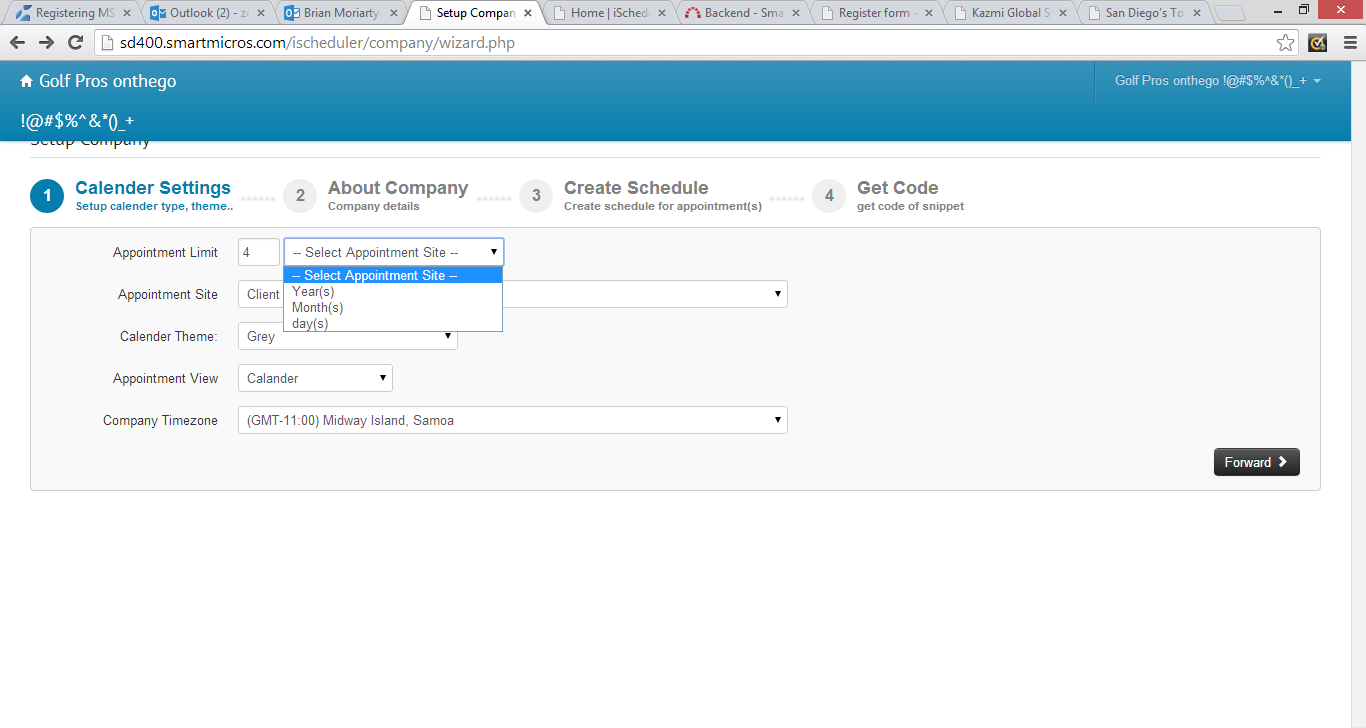 Registering MS
Outlook (2) - ze
Brian Moriarty
Setup Compan
Home | iSched
Backend - Sma
Register form -
Kazmi Global S
San Diego's To
sd400.smartmicros.com/ischeduler/company/wizard.php
Golf Pros onthego
!@#$%^&*()_+
Golf Pros onthego !@#$%^&*()_+
Setup Company
1 Calender Settings
Setup calender type, theme..
2 About Company
Company details
3 Create Schedule
Create schedule for appointment(s)
4 Get Code
get code of snippet
Appointment Limit 4 -- Select Appointment Site --
-- Select Appointment Site --
Year(s)
Month(s)
day(s)
Appointment Site Client
Calender Theme: Grey
Appointment View Calander
Company Timezone (GMT-11:00) Midway Island, Samoa
Forward